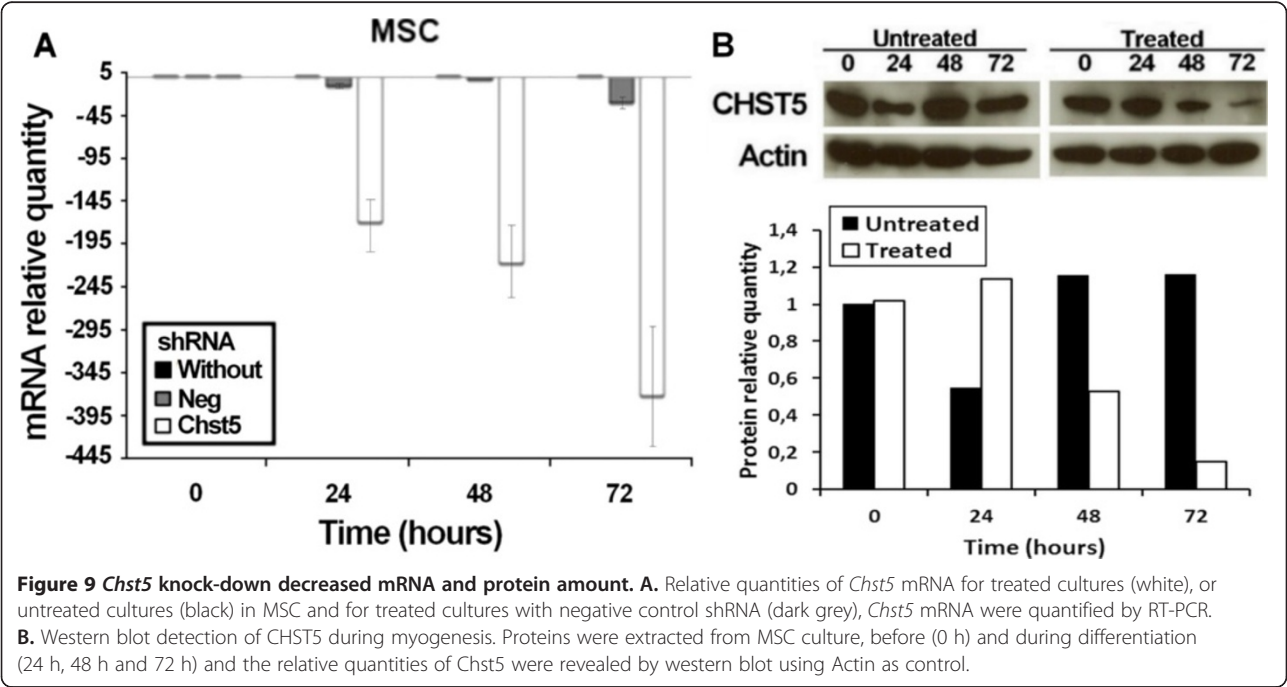 A
MSC
mRNA relative quantity
5
-45
-95
-145
-195
-245
-295
-345
-395
-445
shRNA
Without
Neg
Chst5
0 24 48 72
Time (hours)
B
Untreated Treated
0 24 48 72 0 24 48 72
CHST5
Actin
Untreated
Treated
Protein relative quantity
1,4
1,2
1
0,8
0,6
0,4
0,2
0
0 24 48 72
Time (hours)
Figure 9 Chst5 knock-down decreased mRNA and protein amount. A. Relative quantities of Chst5 mRNA for treated cultures (white), or
untreated cultures (black) in MSC and for treated cultures with negative control shRNA (dark grey), Chst5 mRNA were quantified by RT-PCR.
B. Western blot detection of CHST5 during myogenesis. Proteins were extracted from MSC culture, before (0 h) and during differentiation
(24 h, 48 h and 72 h) and the relative quantities of Chst5 were revealed by western blot using Actin as control.